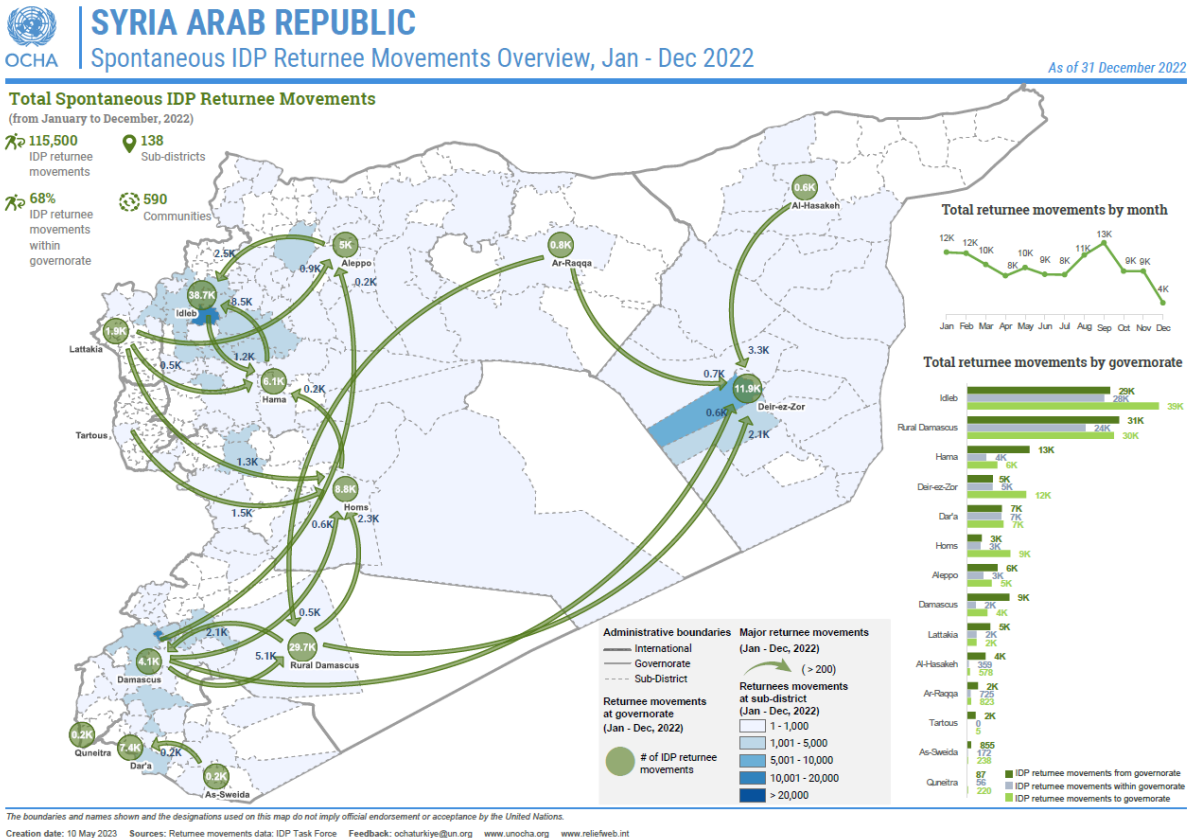 OCHA
SYRIA ARAB REPUBLIC
Spontaneous IDP Returnee Movements Overview, Jan - Dec 2022
As of 31 December 2022
Total Spontaneous IDP Returnee Movements
(from January to December, 2022)
115,500
IDP returnee
movements
138
Sub-districts
68%
IDP returnee
movements
within
governorate
590
Communities
0.6K
Al-Hasakeh
5K
Aleppo
0.8K
Ar-Raqqa
2.5K
0.9K
0.2K
38.7K
Idleb
8.5K
1.9K
Lattakia
1.2K
0.5K
6.1K
Hama
0.2K
3.3K
0.7K
11.9K
Deir-ez-Zor
0.6K
2.1K
Tartous
1.3K
8.8K
Homs
1.5K
0.6K
2.3K
0.5K
2.1K
29.7K
Rural Damascus
5.1K
4.1K
Damascus
0.2K
Quneitra
7.4K
Dar'a
0.2K
0.2K
As-Sweida
Total returnee movements by month
12K
12K
10K
8K
10K
9K
8K
11K
13K
9K
9K
4K
Jan Feb Mar Apr May Jun Jul Aug Sep Oct Nov Dec
Total returnee movements by governorate
Idleb
29K
28K
39K
Rural Damascus
31K
24K
30K
Hama
13K
4K
6K
Deir-ez-Zor
5K
5K
12K
Dar'a
7K
7K
7K
Homs
3K
3K
9K
Aleppo
6K
3K
5K
Damascus
9K
2K
4K
Lattakia
5K
2K
2K
Al-Hasakeh
4K
359
578
Ar-Raqqa
2K
725
823
Tartous
2K
0
5
As-Sweida
855
172
238
Quneitra
87
56
220
IDP returnee movements from governorate
IDP returnee movements within governorate
IDP returnee movements to governorate
Administrative boundaries
International
Governorate
Sub-District
Returnee movements
at governorate
(Jan - Dec, 2022)
# of IDP returnee
movements
Major returnee movements
(Jan - Dec, 2022)
(> 200)
Returnees movements
at sub-district
(Jan - Dec, 2022)
1 - 1,000
1,001 - 5,000
5,001 - 10,000
10,001 - 20,000
> 20,000
The boundaries and names shown and the designations used on this map do not imply official endorsement or acceptance by the United Nations.
Creation date: 10 May 2023 Sources: Returnee movements data: IDP Task Force Feedback: ochaturkiye@un.org www.unocha.org www.reliefweb.int